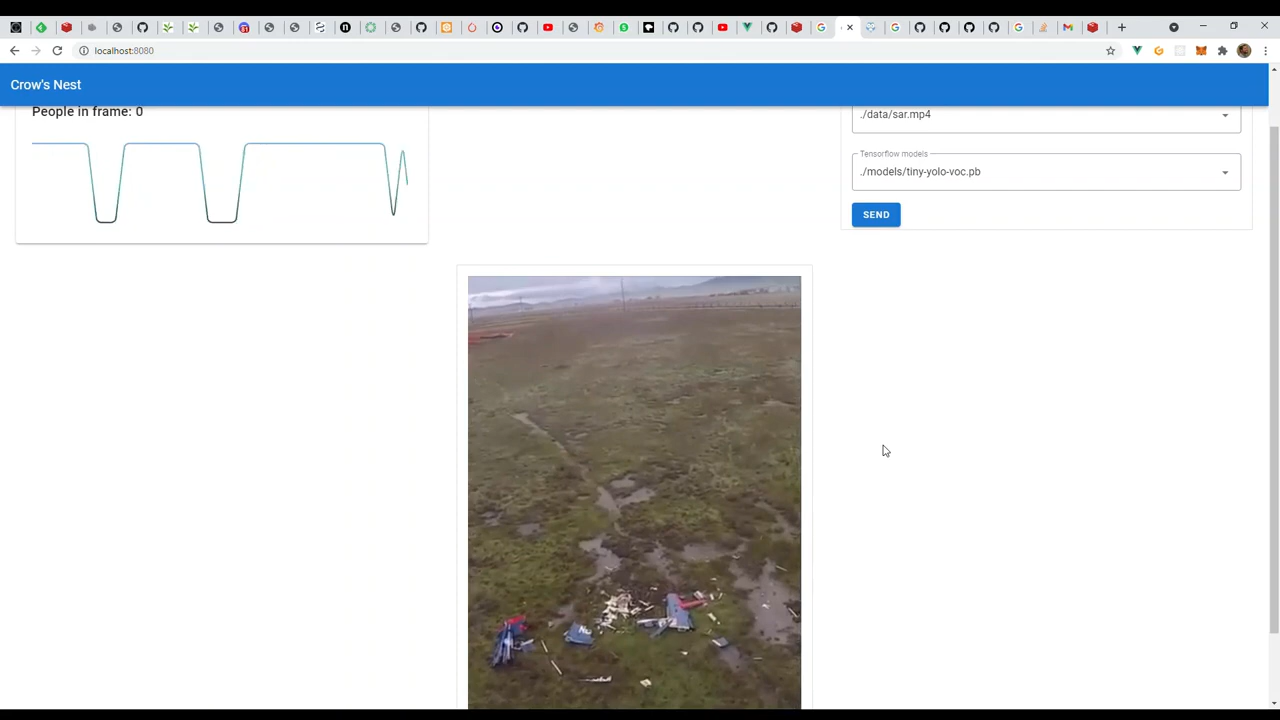 localhost:8080
Crow's Nest
People in frame: 0
./data/sar.mp4
Tensorflow models
./models/tiny-yolo-voc.pb
SEND